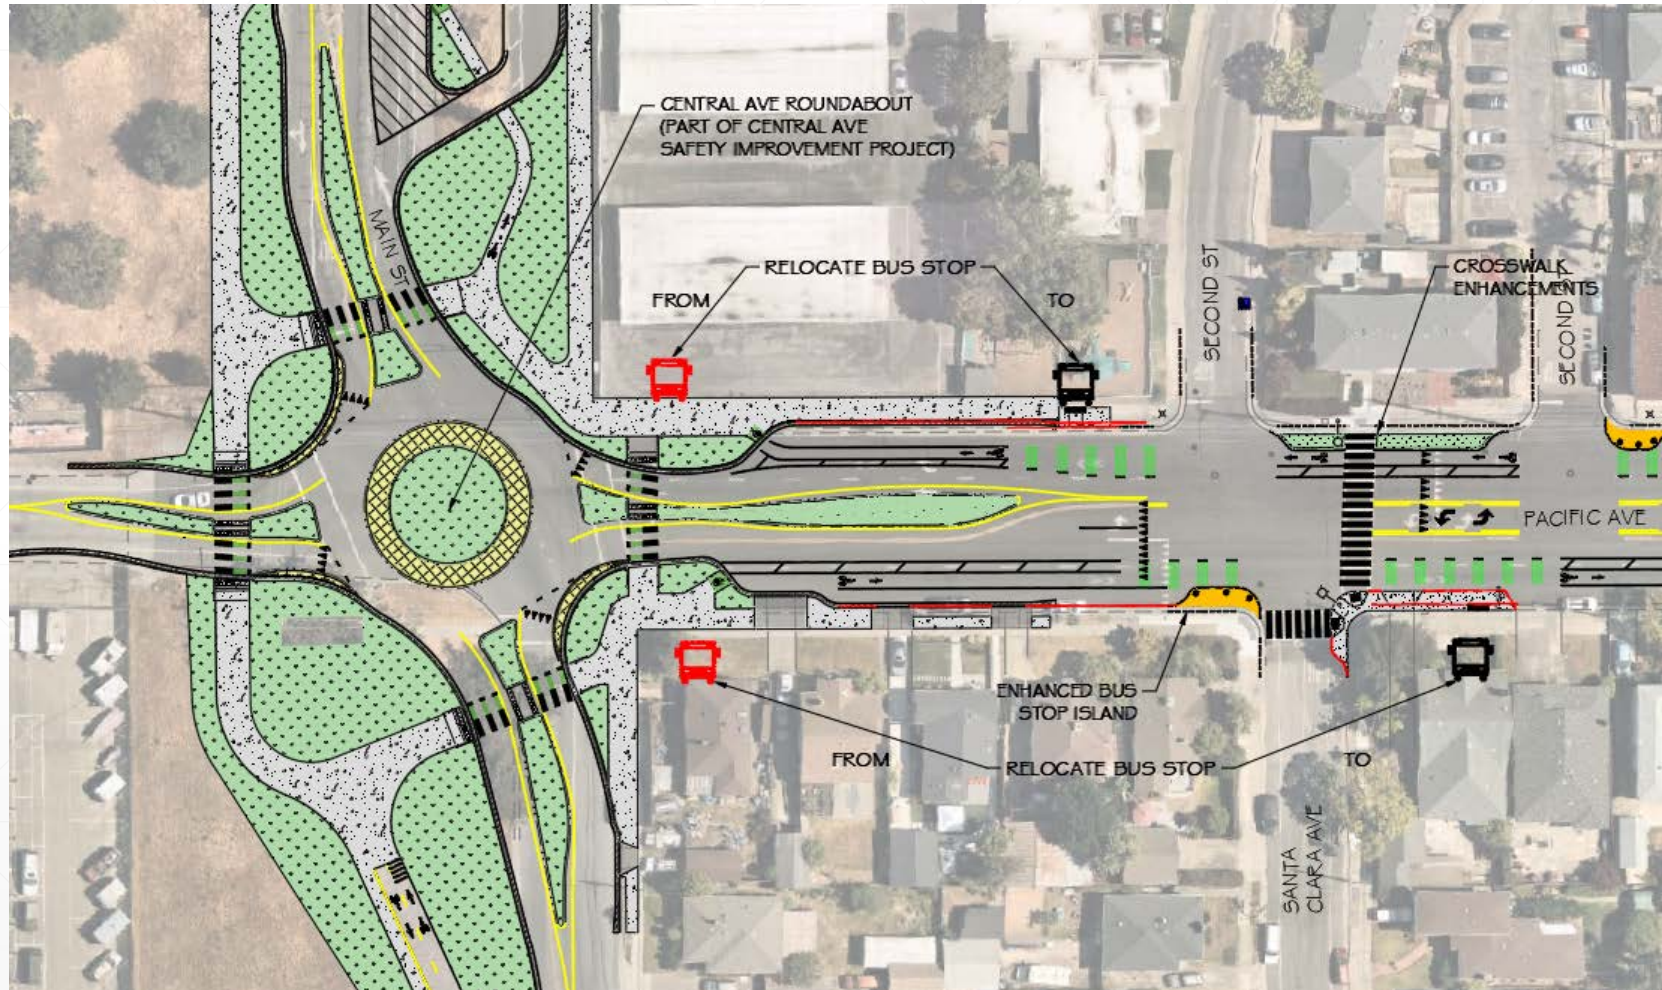 CENTRAL AVE ROUNDABOUT
(PART OF CENTRAL AVE
SAFETY IMPROVEMENT PROJECT)
MAIN ST
RELOCATE BUS STOP
FROM
TO
SECOND ST
CROSSWALK
ENHANCEMENTS
SECOND ST
PACIFIC AVE
ENHANCED BUS
STOP ISLAND
FROM
RELOCATE BUS STOP
TO
SANTA
CLARA AVE